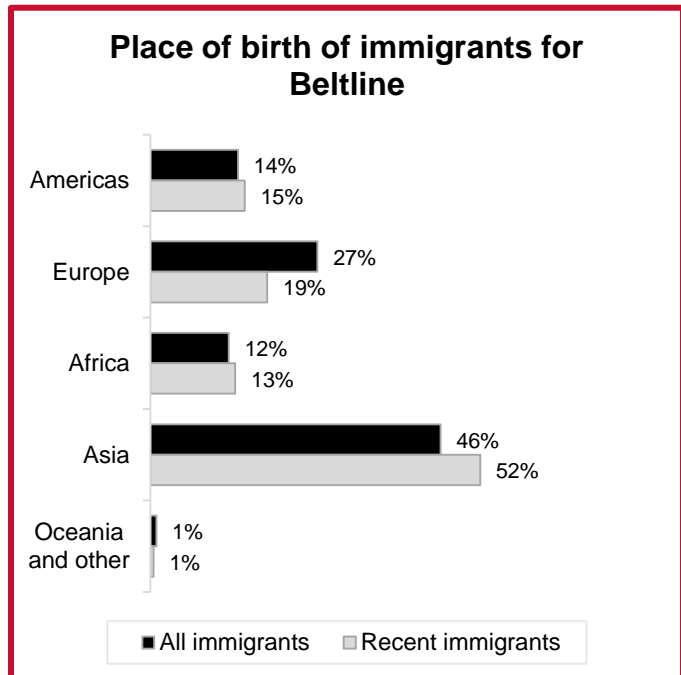 Place of birth of immigrants for
Beltline
Americas
14%
15%
Europe
27%
19%
Africa
12%
13%
Asia
46%
52%
Oceania
and other
1%
1%
All immigrants
Recent immigrants